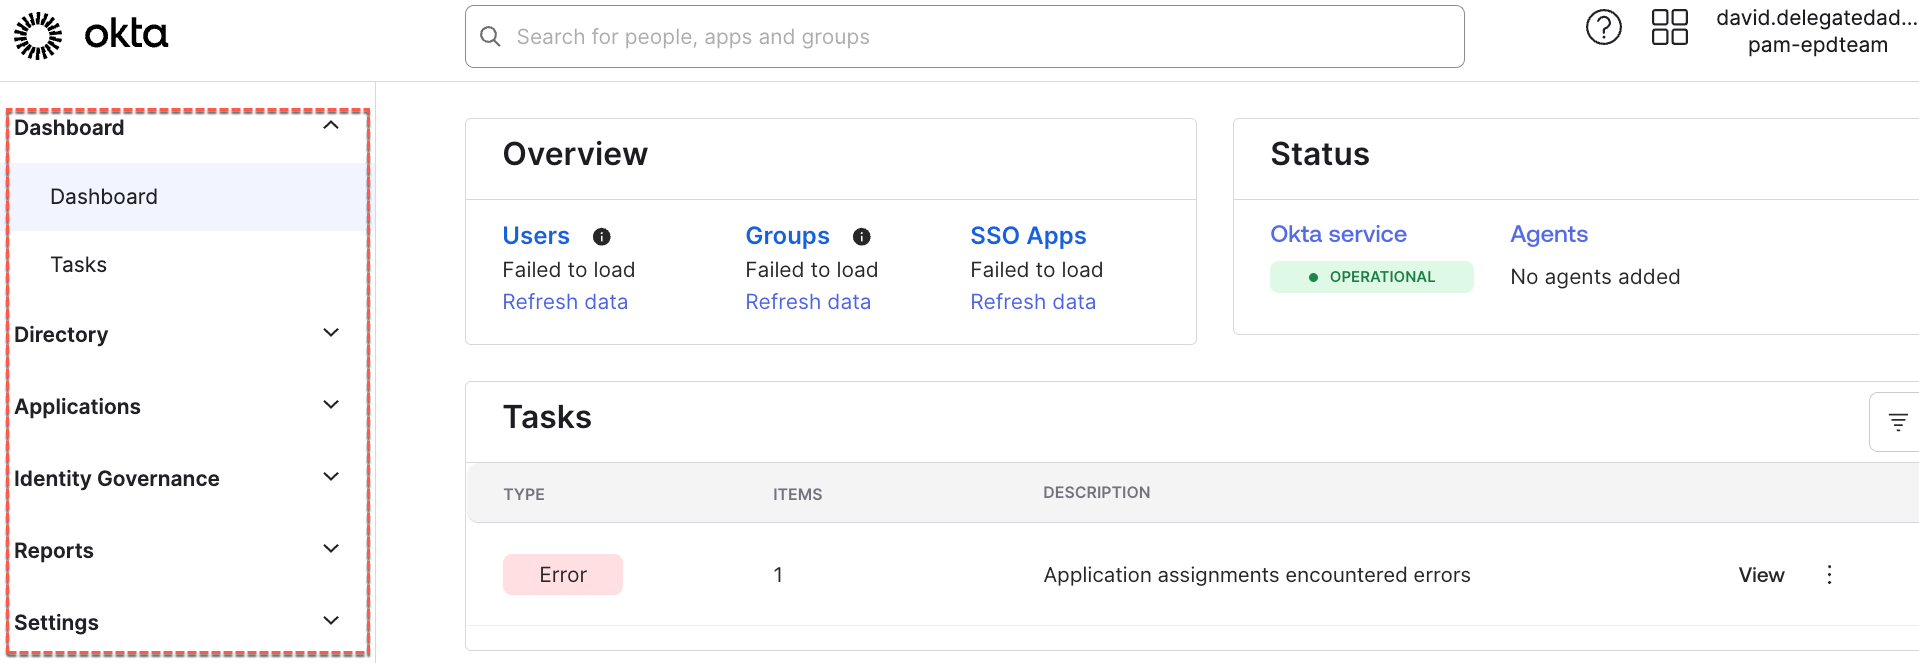 okta
Search for people, apps and groups
david.delegatedad...
pam-epdteam
Dashboard
Dashboard
Tasks
Directory
Applications
Identity Governance
Reports
Settings
Overview
Users
Groups
SSO Apps
Failed to load
Failed to load
Failed to load
Refresh data
Refresh data
Refresh data
Status
Okta service
Agents
OPERATIONAL
No agents added
Tasks
TYPE
ITEMS
DESCRIPTION
Error
1
Application assignments encountered errors
View